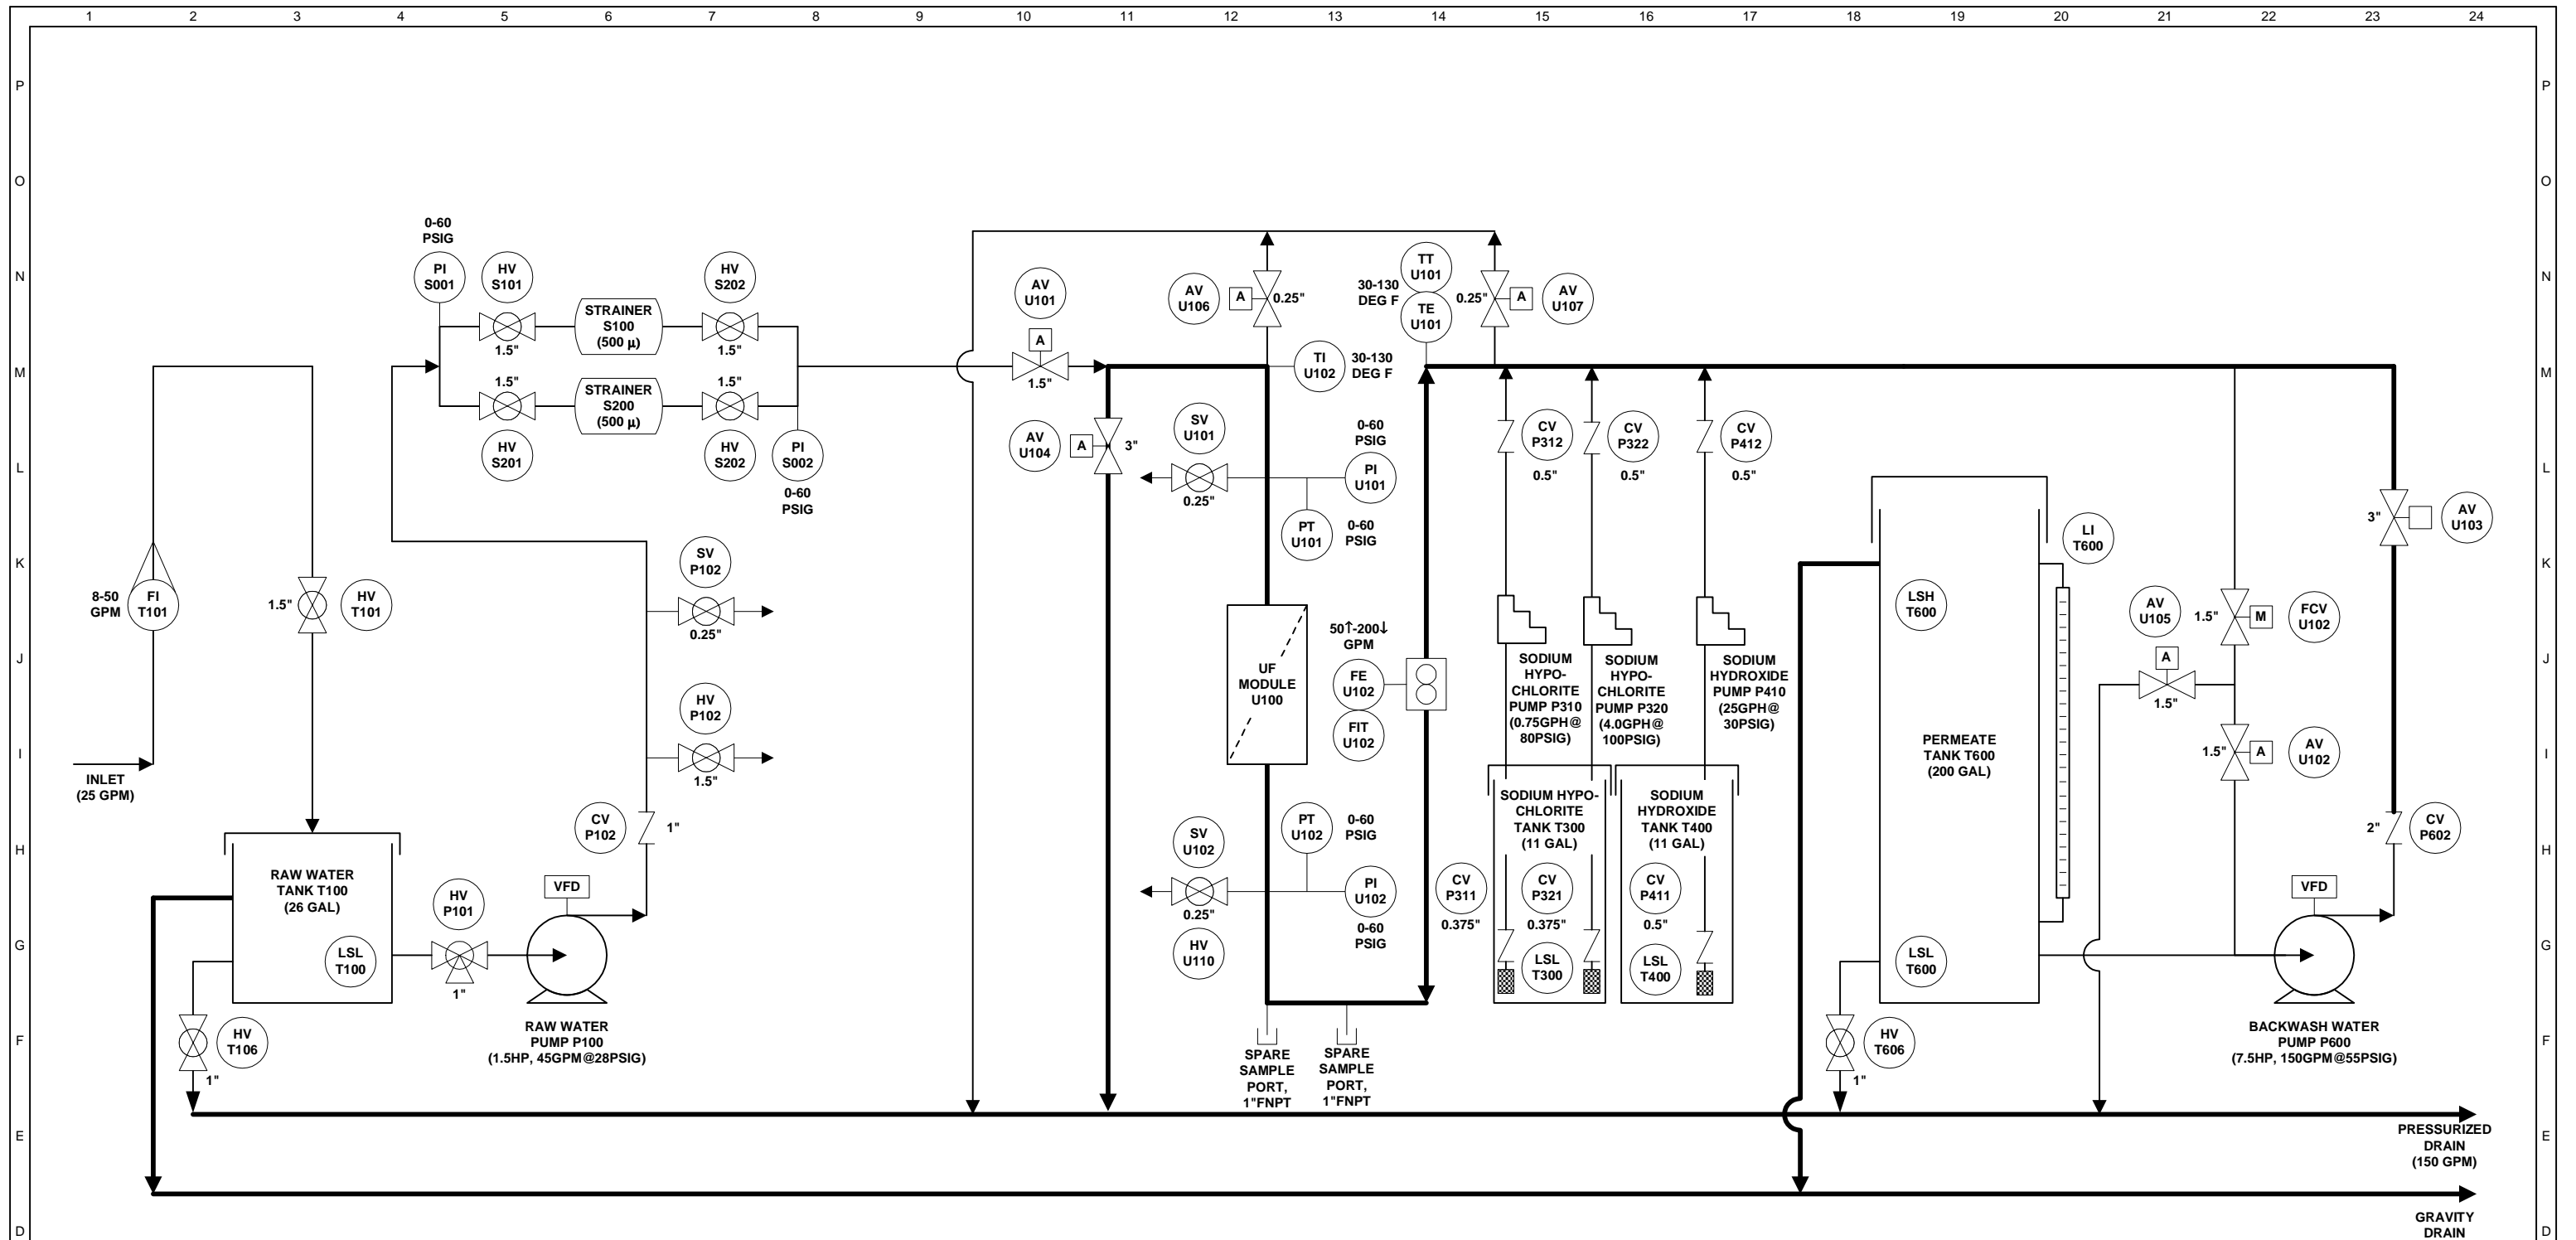 1 2 3 4 5 6 7 8 9 10 11 12 13 14 15 16 17 18 19 20 21 22 23 24
P
P
O
O
N
N
M
M
L
L
K
K
J
J
I
I
H
H
G
G
F
F
E
E
D
D
INLET
(25 GPM)
8-50
GPM
FI
T101
1.5"
HV
T101
RAW WATER
TANK T100
(26 GAL)
LSL
T100
HV
T106
1"
HV
P101
1"
VFD
RAW WATER
PUMP P100
(1.5HP, 45GPM@28PSIG)
CV
P102
1"
HV
P102
1.5"
SV
P102
0.25"
0-60
PSIG
PI
S001
HV
S101
1.5"
STRAINER
S100
(500 µ)
HV
S202
1.5"
1.5"
HV
S201
STRAINER
S200
(500 µ)
1.5"
HV
S202
PI
S002
0-60
PSIG
AV
U101
A
1.5"
AV
U104
A
3"
AV
U106
A
0.25"
TI
U102
30-130
DEG F
SV
U101
0.25"
0-60
PSIG
PI
U101
PT
U101
0-60
PSIG
UF
MODULE
U100
SV
U102
0.25"
HV
U110
PT
U102
0-60
PSIG
PI
U102
0-60
PSIG
SPARE
SAMPLE
PORT,
1"FNPT
SPARE
SAMPLE
PORT,
1"FNPT
50↑-200↓
GPM
FE
U102
FIT
U102
30-130
DEG F
TT
U101
TE
U101
0.25"
A
AV
U107
CV
P312
0.5"
CV
P322
0.5"
CV
P412
0.5"
SODIUM
HYPO-
CHLORITE
PUMP P310
(0.75GPH@
80PSIG)
SODIUM
HYPO-
CHLORITE
PUMP P320
(4.0GPH@
100PSIG)
SODIUM
HYDROXIDE
PUMP P410
(25GPH@
30PSIG)
SODIUM HYPO-
CHLORITE
TANK T300
(11 GAL)
SODIUM
HYDROXIDE
TANK T400
(11 GAL)
CV
P311
0.375"
CV
P321
0.375"
LSL
T300
CV
P411
0.5"
LSL
T400
LSH
T600
PERMEATE
TANK T600
(200 GAL)
LSL
T600
LI
T600
HV
T606
1"
AV
U105
A
1.5"
1.5"
M
FCV
U102
1.5"
A
AV
U102
3"
AV
U103
2"
CV
P602
VFD
BACKWASH WATER
PUMP P600
(7.5HP, 150GPM@55PSIG)
PRESSURIZED
DRAIN
(150 GPM)
GRAVITY
DRAIN